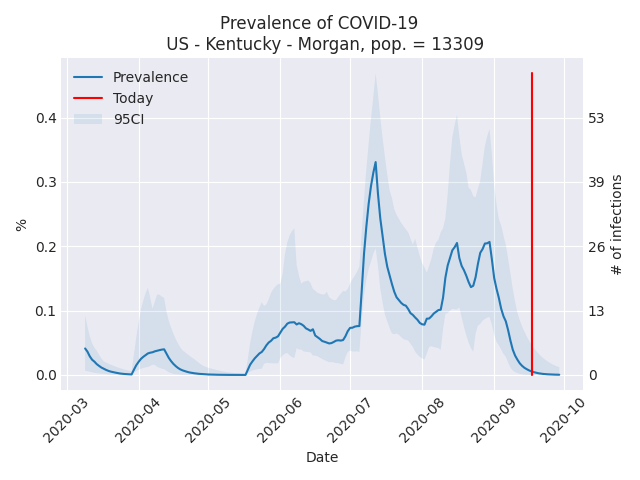 Prevalence of COVID-19
US - Kentucky - Morgan, pop. = 13309
Prevalence
Today
95CI
%
0.4
0.3
0.2
0.1
0.0
53
39
26
13
0
# of infections
2020-03
2020-04
2020-05
2020-06
2020-07
2020-08
2020-09
2020-10
Date